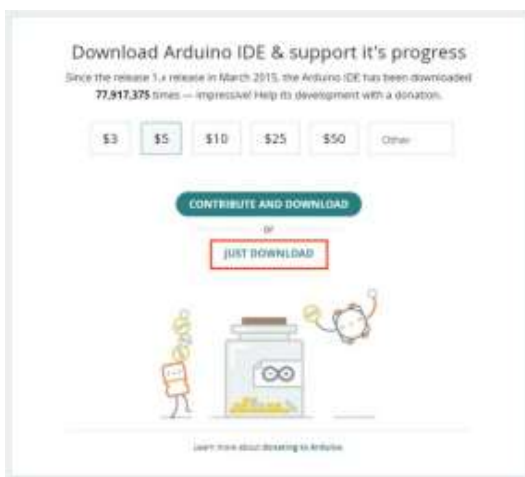 Download Arduino IDE & support it's progress
Since the release 1.x release in March 2015, the Arduino IDE has been downloaded
77,917,375 times — impressive! Help its development with a donation.
$3 $5 $10 $25 $50 Other
CONTRIBUTE AND DOWNLOAD
or
JUST DOWNLOAD
Learn more about donating to Arduino.